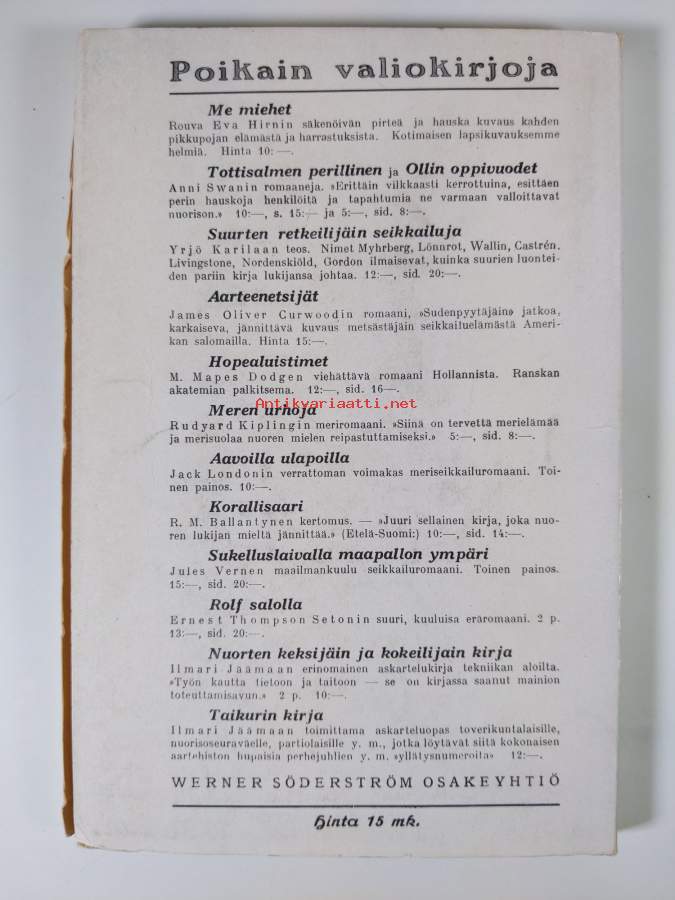 Poikain valiokirjoja
Me miehet
Rouva Eva Hirnin säkenöivän pirteä ja hauska kuvaus kahden
pikkupojan elämästä ja harrastuksista. Kotimaisen lapsikuvauksemme
helmiä. Hinta 10:—.
Tottisalmen perillinen ja Ollin oppivuodet
Anni Swanin romaaneja. »Erittäin vilkkaasti kerrottuina, esittäen
perin hauskoja henkilöitä ja tapahtumia ne varmaan valloittavat
nuorison.» 10:—, s. 15:— ja 5:—, sid. 8:—.
Suurten retkeilijäin seikkailuja
Yrjö Karilaan teos. Nimet Myhrberg, Lönnrot, Wallin, Castrén,
Livingstone, Nordenskiöld, Gordon ilmaisevat, kuinka suurien luontei-
den pariin kirja lukijansa johtaa. 12:—, sid. 20:—.
Aarteenetsijät
James Oliver Curwoodin romaani, »Sudenpyytäjäin» jatkoa,
karkaiseva, jännittävä kuvaus metsästäjäin seikkailuelämästä Ameri-
kan salomailla. Hinta 15:—.
Hopealuistimet
M. Mapes Dodgen viehättävä romaani Hollannista. Ranskan
akatemian palkitsema. 12:—, sid. 16—.
Antikvariaatti.net
Meren urhoja
Rudyard Kiplingin meriromaani. »Siinä on tervettä merielämää
ja merisuolaa nuoren mielen reipastuttamiseksi.» 5:—, sid. 8:—.
Aavoilla ulapoilla
Jack Londonin verrattoman voimakas meriseikkailuromaani. Toi-
nen painos. 10:—.
Korallisaari
R. M. Ballantynen kertomus. — »Juuri sellainen kirja, joka nuo-
ren lukijan mieltä jännittää.» (Etelä-Suomi:) 10:—, sid. 14:—.
Sukelluslaivalla maapallon ympäri
Jules Vernen maailmankuulu seikkailuromaani. Toinen painos.
15:—, sid. 20:—.
Rolf salolla
Ernest Thompson Setonin suuri, kuuluisa eräromaani. 2 p.
13:—, sid. 20:—.
Nuorten keksijäin ja kokeilijain kirja
Ilmari Jäämaan erinomainen askartelukirja tekniikan aloilta.
»Työn kautta tietoon ja taitoon — se on kirjassa saanut mainion
toteuttamisavun.» 2 p. 10:—.
Taikurin kirja
Ilmari Jäämaan toimittama askarteluopas toverikuntalaisille,
nuorisoseuraväelle, partiolaisille y. m., jotka löytävät siitä kokonaisen
aartehiston hupaisia perhejuhlien y. m. »yllätysnumeroita» 12:—.
WERNER SÖDERSTRÖM OSAKEYHTIÖ
Hinta 15 mk.